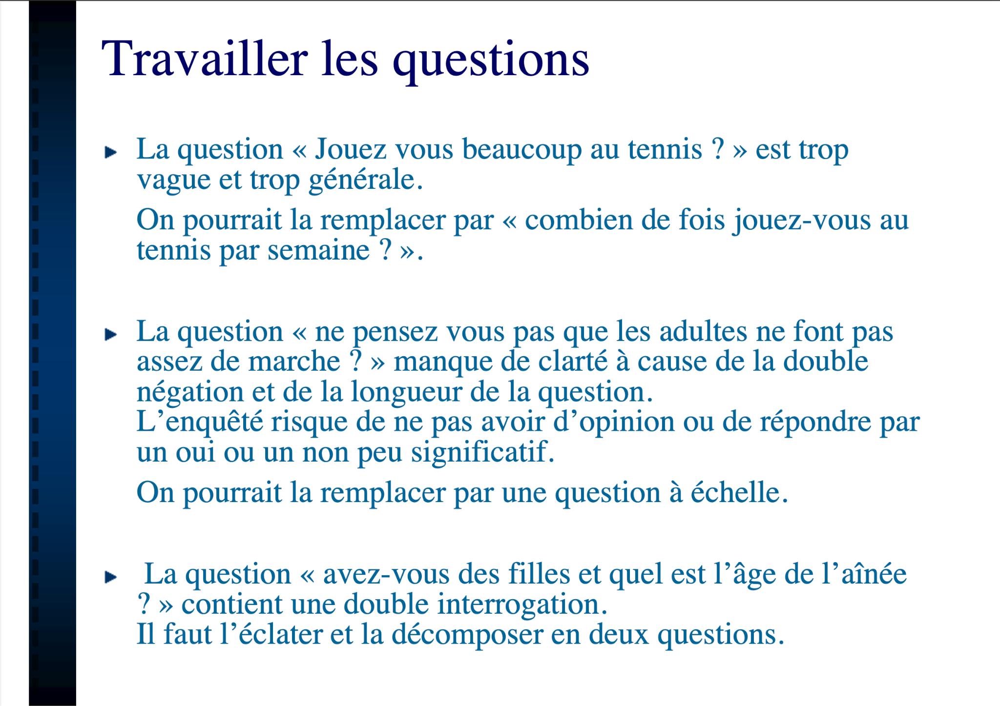 Travailler les questions
La question « Jouez vous beaucoup au tennis ? » est trop
vague et trop générale.
On pourrait la remplacer par « combien de fois jouez-vous au
tennis par semaine ? ».
La question « ne pensez vous pas que les adultes ne font pas
assez de marche ? » manque de clarté à cause de la double
négation et de la longueur de la question.
L’enquêté risque de ne pas avoir d’opinion ou de répondre par
un oui ou un non peu significatif.
On pourrait la remplacer par une question à échelle.
La question « avez-vous des filles et quel est l’âge de l’aînée
? » contient une double interrogation.
Il faut l’éclater et la décomposer en deux questions.